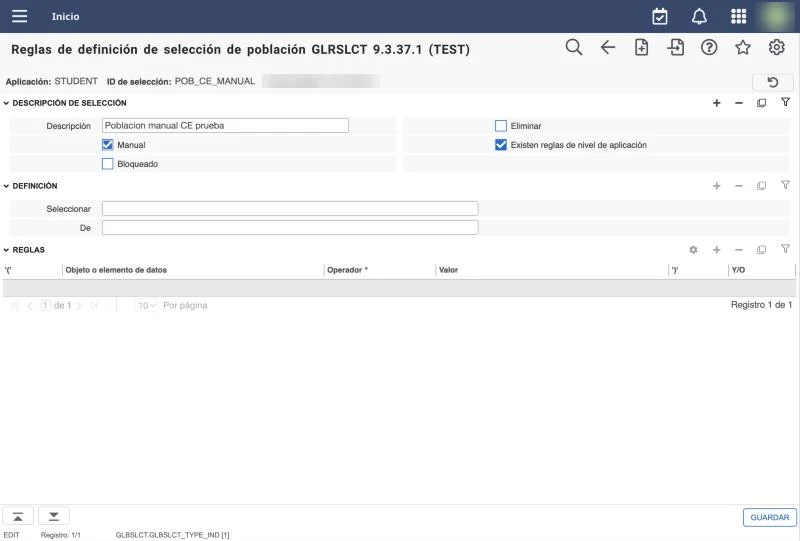 Inicio
Reglas de definición de selección de población GLRSLCT 9.3.37.1 (TEST)
Aplicación: STUDENT ID de selección: POB_CE_MANUAL
DESCRIPCIÓN DE SELECCIÓN
Descripción Poblacion manual CE prueba Eliminar
Manual Existen reglas de nivel de aplicación
Bloqueado
DEFINICIÓN
Seleccionar
De
REGLAS
'(' Objeto o elemento de datos Operador * Valor ')' Y/O
1 de 1 10 Por página Registro 1 de 1
GUARDAR
EDIT Registro: 1/1 GLBSLCT.GLBSLCT_TYPE_IND [1]